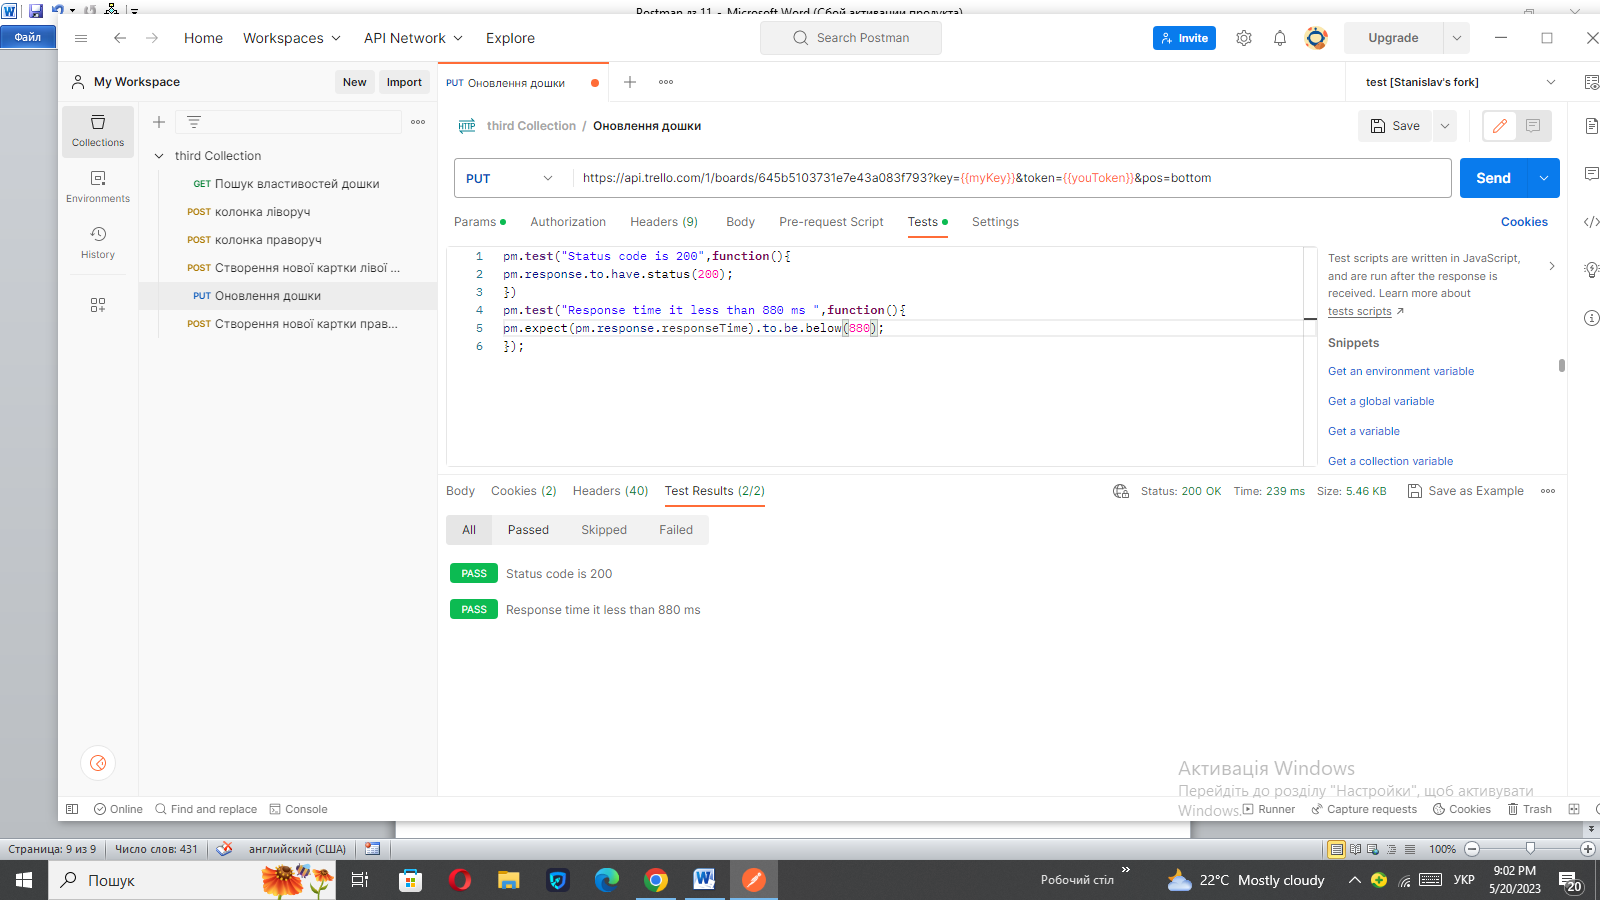 Postman дз 11 - Microsoft Word (Сбой активации продукта)
Файл
Home
Workspaces
API Network
Explore
Search Postman
Invite
Upgrade
My Workspace
New
Import
PUT Оновлення дошки
test [Stanislav's fork]
Collections
Environments
History
third Collection
GET Пошук властивостей дошки
POST колонка ліворуч
POST колонка праворуч
POST Створення нової картки лівої ...
PUT Оновлення дошки
POST Створення нової картки прав...
HTTP
third Collection / Оновлення дошки
Save
PUT
https://api.trello.com/1/boards/645b5103731e7e43a083f793?key={{myKey}}&token={{youToken}}&pos=bottom
Send
Params
Authorization
Headers (9)
Body
Pre-request Script
Tests
Settings
Cookies
1 pm.test("Status code is 200",function(){
2 pm.response.to.have.status(200);
3 })
4 pm.test("Response time it less than 880 ms ",function(){
5 pm.expect(pm.response.responseTime).to.be.below(880);
6 });
Test scripts are written in JavaScript,
and are run after the response is
received. Learn more about
tests scripts
Snippets
Get an environment variable
Get a global variable
Get a variable
Get a collection variable
Body
Cookies (2)
Headers (40)
Test Results (2/2)
Status: 200 OK
Time: 239 ms
Size: 5.46 KB
Save as Example
All
Passed
Skipped
Failed
PASS Status code is 200
PASS Response time it less than 880 ms
Активація Windows
Перейдіть до розділу "Настройки", щоб активувати
Windows.
Online
Find and replace
Console
Runner
Capture requests
Cookies
Trash
Страница: 9 из 9
Число слов: 431
английский (США)
100%
Пошук
Робочий стіл
22°C Mostly cloudy
УКР
9:02 PM
5/20/2023
20